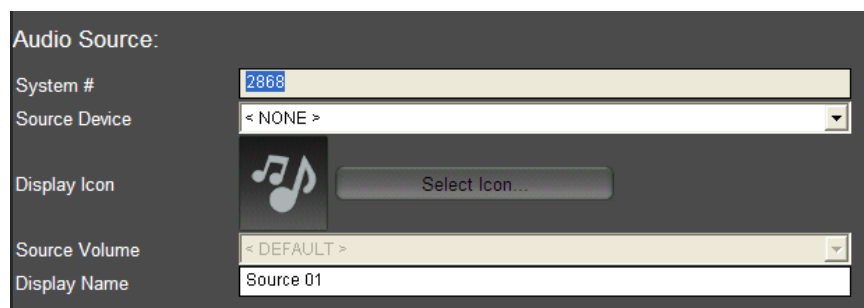 Audio Source:
System # 2868
Source Device < NONE >
Display Icon Select Icon...
Source Volume < DEFAULT >
Display Name Source 01